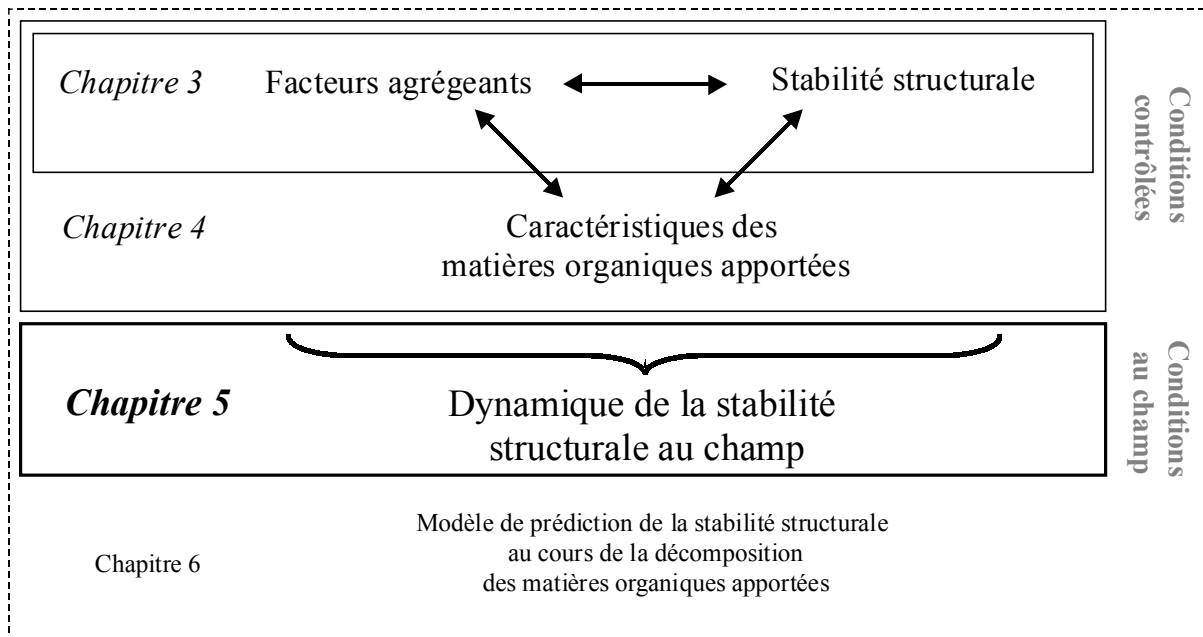 Chapitre 3
Facteurs agrégeants
Stabilité structurale
Chapitre 4
Caractéristiques des
matières organiques apportées
Conditions
contrôlées
Chapitre 5
Dynamique de la stabilité
structurale au champ
Conditions
au champ
Chapitre 6
Modèle de prédiction de la stabilité structurale
au cours de la décomposition
des matières organiques apportées